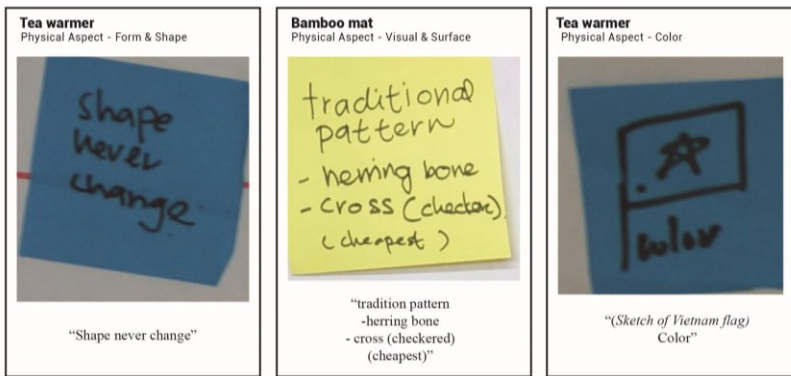 Tea warmer
Physical Aspect - Form & Shape
shape
never
change
“Shape never change”
Bamboo mat
Physical Aspect - Visual & Surface
traditional
pattern
- herring bone
- cross (checker)
(cheapest)
“tradition pattern
-herring bone
- cross (checkered)
(cheapest)”
Tea warmer
Physical Aspect - Color
color
“(Sketch of Vietnam flag)
Color”